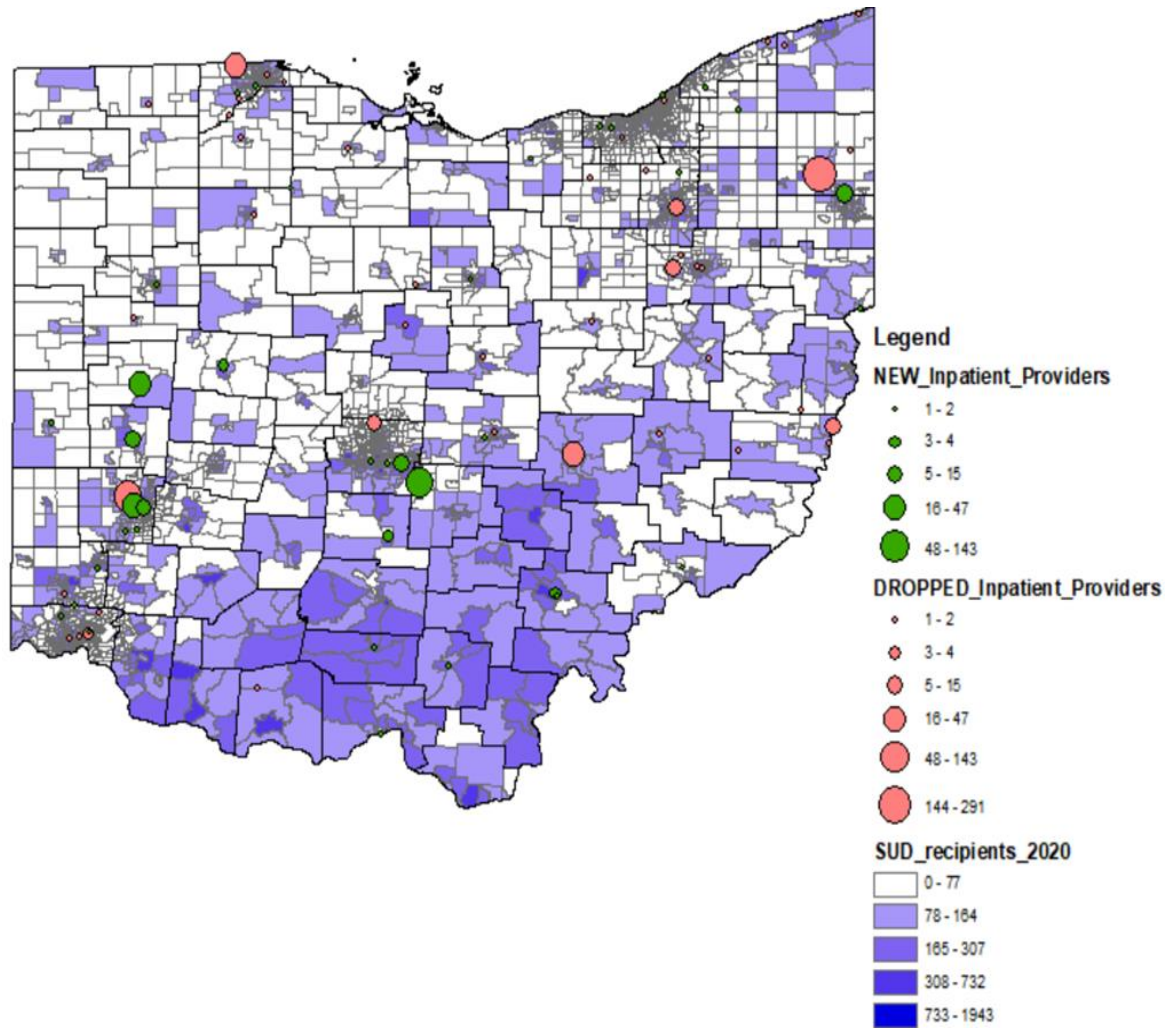 Legend
NEW_Inpatient_Providers
1 - 2
3 - 4
5 - 15
16 - 47
48 - 143
DROPPED_Inpatient_Providers
1 - 2
3 - 4
5 - 15
16 - 47
48 - 143
144 - 291
SUD_recipients_2020
0 - 77
78 - 164
165 - 307
308 - 732
733 - 1943